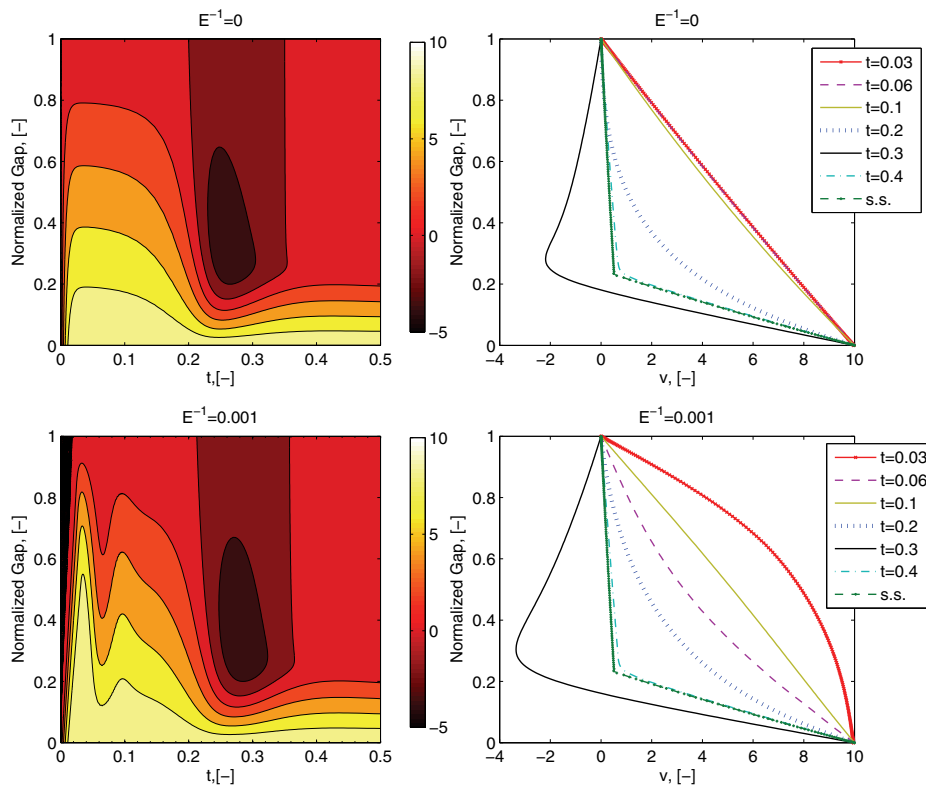 E⁻¹=0
Normalized Gap, [−]
1
0.8
0.6
0.4
0.2
0
0
0.1
0.2
0.3
0.4
0.5
t,[−]
10
5
0
−5
E⁻¹=0
Normalized Gap, [−]
1
0.8
0.6
0.4
0.2
0
−4
−2
0
2
4
6
8
10
v, [−]
t=0.03
t=0.06
t=0.1
t=0.2
t=0.3
t=0.4
s.s.
E⁻¹=0.001
Normalized Gap, [−]
1
0.8
0.6
0.4
0.2
0
0
0.1
0.2
0.3
0.4
0.5
t,[−]
10
5
0
−5
E⁻¹=0.001
Normalized Gap, [−]
1
0.8
0.6
0.4
0.2
0
−4
−2
0
2
4
6
8
10
v, [−]
t=0.03
t=0.06
t=0.1
t=0.2
t=0.3
t=0.4
s.s.